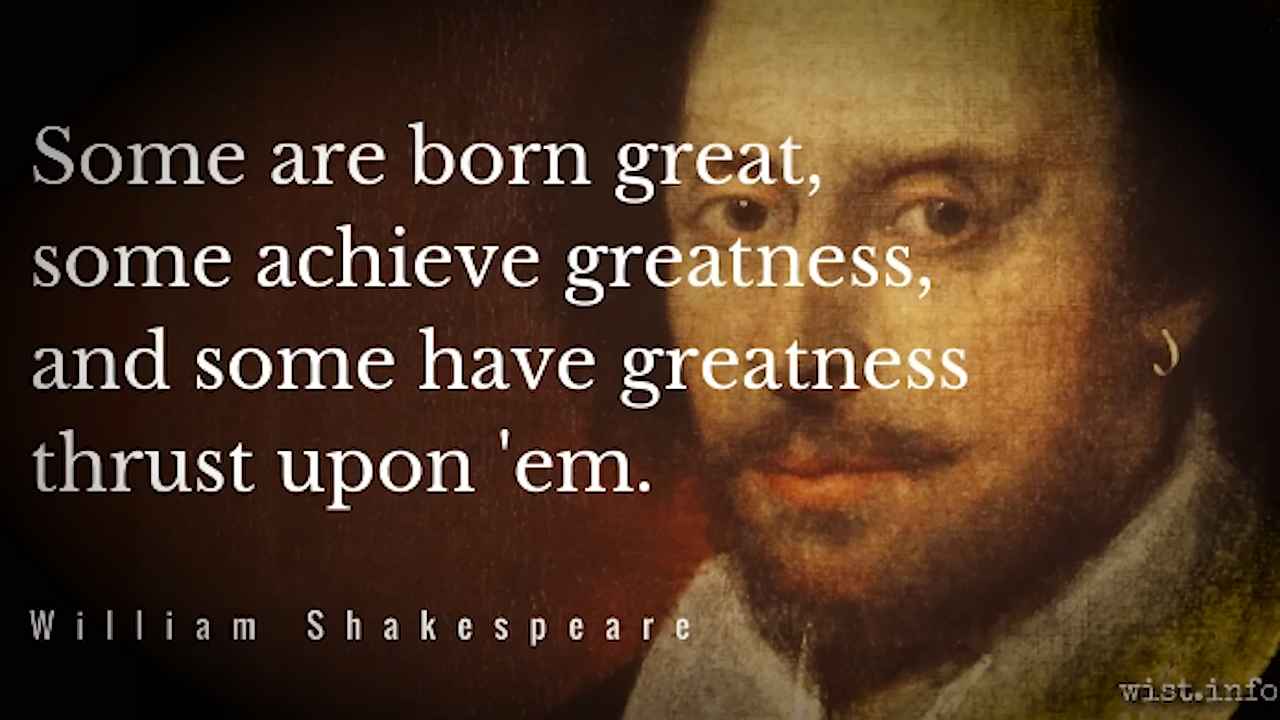 Some are born great,
some achieve greatness,
and some have greatness
thrust upon 'em.
William Shakespeare
wist.info